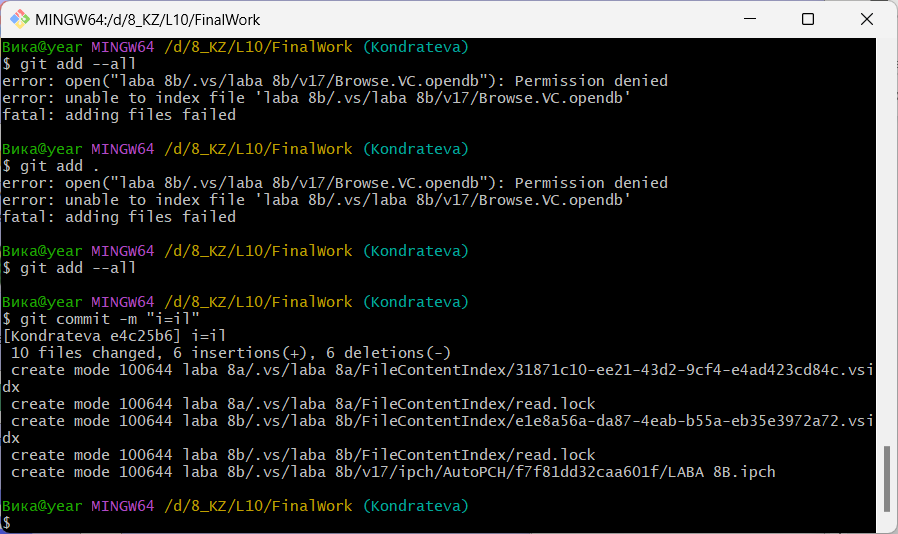 MINGW64:/d/8_KZ/L10/FinalWork
Вика@year MINGW64 /d/8_KZ/L10/FinalWork (Kondrateva)
$ git add --all
error: open("laba 8b/.vs/laba 8b/v17/Browse.VC.opendb"): Permission denied
error: unable to index file 'laba 8b/.vs/laba 8b/v17/Browse.VC.opendb'
fatal: adding files failed
Вика@year MINGW64 /d/8_KZ/L10/FinalWork (Kondrateva)
$ git add .
error: open("laba 8b/.vs/laba 8b/v17/Browse.VC.opendb"): Permission denied
error: unable to index file 'laba 8b/.vs/laba 8b/v17/Browse.VC.opendb'
fatal: adding files failed
Вика@year MINGW64 /d/8_KZ/L10/FinalWork (Kondrateva)
$ git add --all
Вика@year MINGW64 /d/8_KZ/L10/FinalWork (Kondrateva)
$ git commit -m "i=il"
[Kondrateva e4c25b6] i=il
10 files changed, 6 insertions(+), 6 deletions(-)
create mode 100644 laba 8a/.vs/laba 8a/FileContentIndex/31871c10-ee21-43d2-9cf4-e4ad423cd84c.vsi
dx
create mode 100644 laba 8a/.vs/laba 8a/FileContentIndex/read.lock
create mode 100644 laba 8b/.vs/laba 8b/FileContentIndex/e1e8a56a-da87-4eab-b55a-eb35e3972a72.vsi
dx
create mode 100644 laba 8b/.vs/laba 8b/FileContentIndex/read.lock
create mode 100644 laba 8b/.vs/laba 8b/v17/ipch/AutoPCH/f7f81dd32caa601f/LABA 8B.ipch
Вика@year MINGW64 /d/8_KZ/L10/FinalWork (Kondrateva)
$